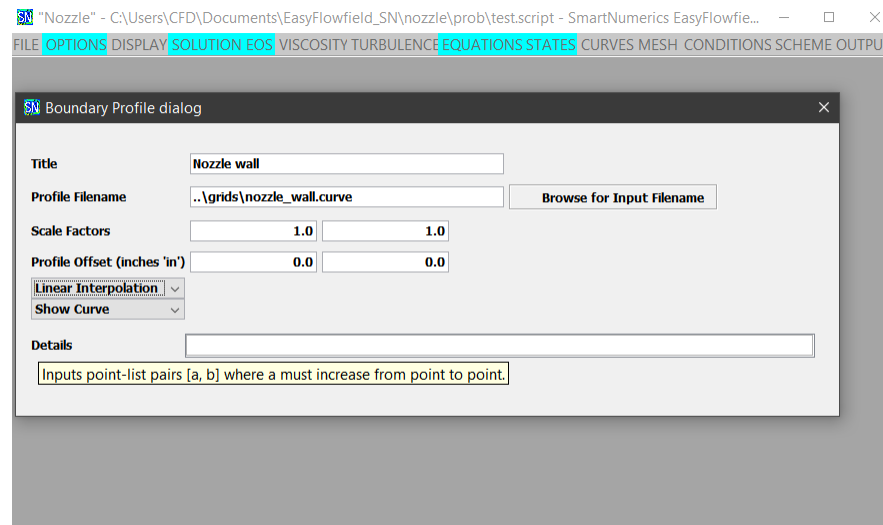 SN "Nozzle" - C:\Users\CFD\Documents\EasyFlowfield_SN\nozzle\prob\test.script - SmartNumerics EasyFlowfie...
FILE OPTIONS DISPLAY SOLUTION EOS VISCOSITY TURBULENCE EQUATIONS STATES CURVES MESH CONDITIONS SCHEME OUTPU
SN Boundary Profile dialog
Title Nozzle wall
Profile Filename ..\grids\nozzle_wall.curve Browse for Input Filename
Scale Factors 1.0 1.0
Profile Offset (inches 'in') 0.0 0.0
Linear Interpolation
Show Curve
Details
Inputs point-list pairs [a, b] where a must increase from point to point.